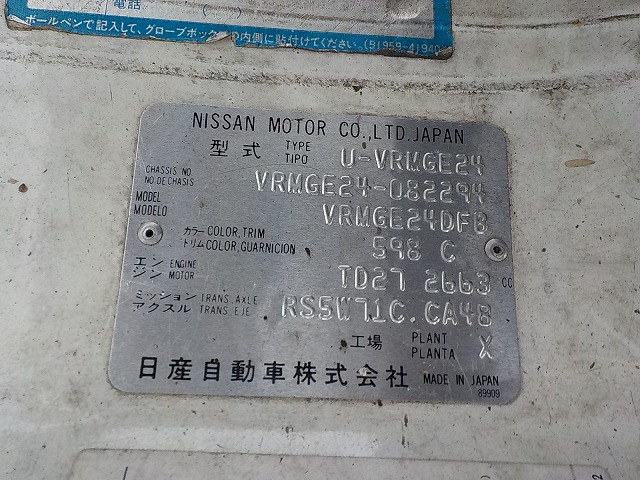 電話 ( )
ボールペンで記入して、グローブボックスの内側に貼付けてください。(91959-41940
NISSAN MOTOR CO.,LTD.JAPAN
型式 TYPE TIPO U-VRMGE24
CHASSIS NO NO DE CHASIS VRMGE24-082294
MODEL MODELO VRMGE24DFB
カラー COLOR,TRIM トリム COLOR,GUARNICION 598 C
エンジン ENGINE MOTOR TD27 2663 CC
ミッション TRANS.AXLE アクスル TRANS.EJE RS5W71C.CA48
工場 PLANT PLANTA X
日産自動車株式会社 MADE IN JAPAN
89909